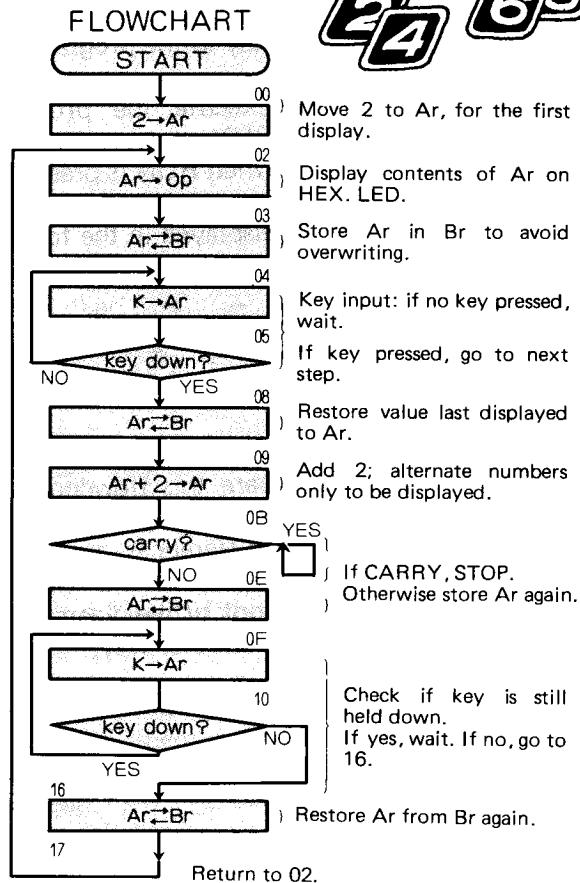 FLOWCHART
2 4 6
START
00
2→Ar
Move 2 to Ar, for the first
display.
02
Ar→Op
Display contents of Ar on
HEX. LED.
03
Ar⇄Br
Store Ar in Br to avoid
overwriting.
04
K→Ar
Key input: if no key pressed,
wait.
05
key down?
If key pressed, go to next
step.
NO
YES
08
Ar⇄Br
Restore value last displayed
to Ar.
09
Ar+2→Ar
Add 2; alternate numbers
only to be displayed.
0B
carry?
YES
NO
If CARRY, STOP.
Otherwise store Ar again.
0E
Ar⇄Br
0F
K→Ar
10
key down?
NO
YES
Check if key is still
held down.
If yes, wait. If no, go to
16.
16
Ar⇄Br
Restore Ar from Br again.
17
Return to 02.